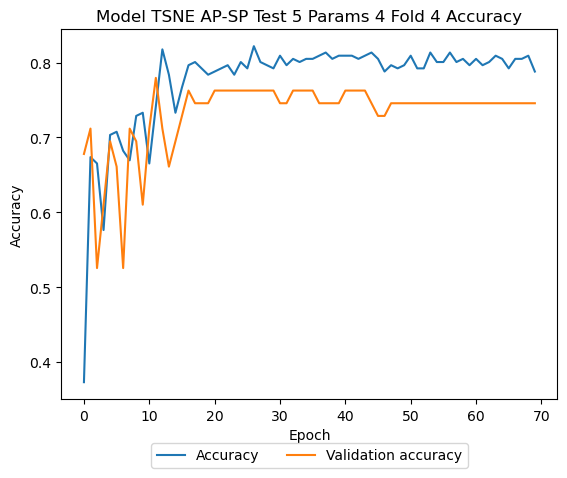 Model TSNE AP-SP Test 5 Params 4 Fold 4 Accuracy
0.8
0.7
0.6
0.5
0.4
Accuracy
0 10 20 30 40 50 60 70
Epoch
Accuracy Validation accuracy